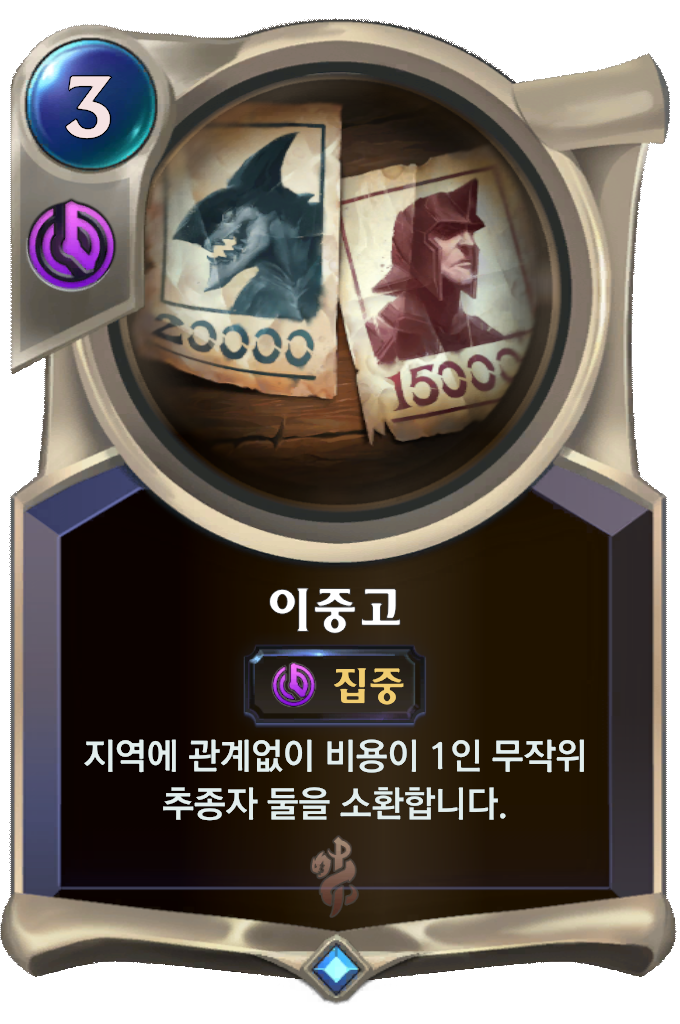 3
20000
15000
이중고
집중
지역에 관계없이 비용이 1인 무작위
추종자 둘을 소환합니다.